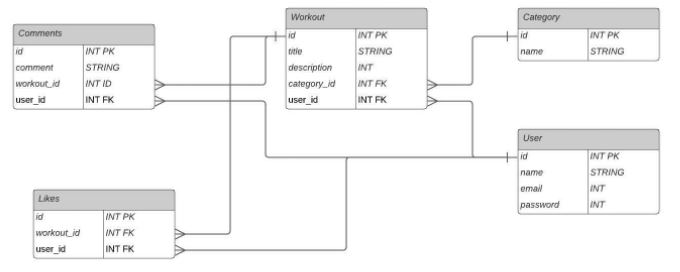 Comments
id INT PK
comment STRING
workout_id INT ID
user_id INT FK
Workout
id INT PK
title STRING
description INT
category_id INT FK
user_id INT FK
Category
id INT PK
name STRING
User
id INT PK
name STRING
email INT
password INT
Likes
id INT PK
workout_id INT FK
user_id INT FK